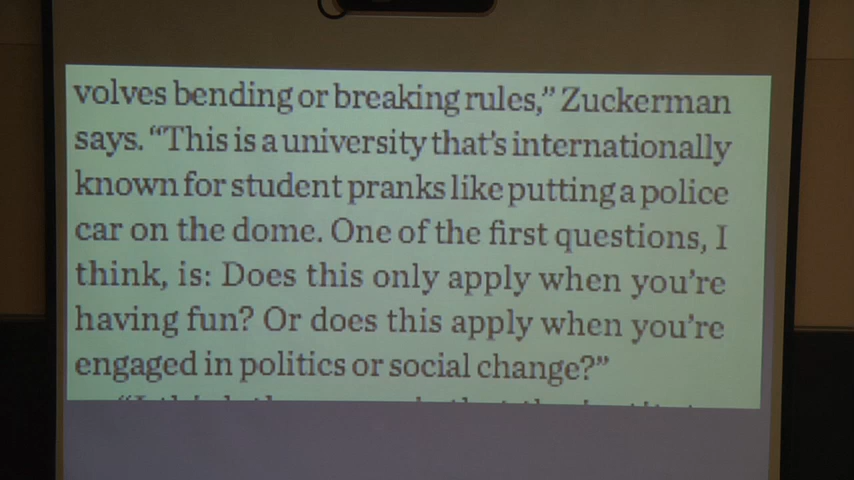 volves bending or breaking rules,” Zuckerman
says. “This is a university that’s internationally
known for student pranks like putting a police
car on the dome. One of the first questions, I
think, is: Does this only apply when you’re
having fun? Or does this apply when you’re
engaged in politics or social change?”